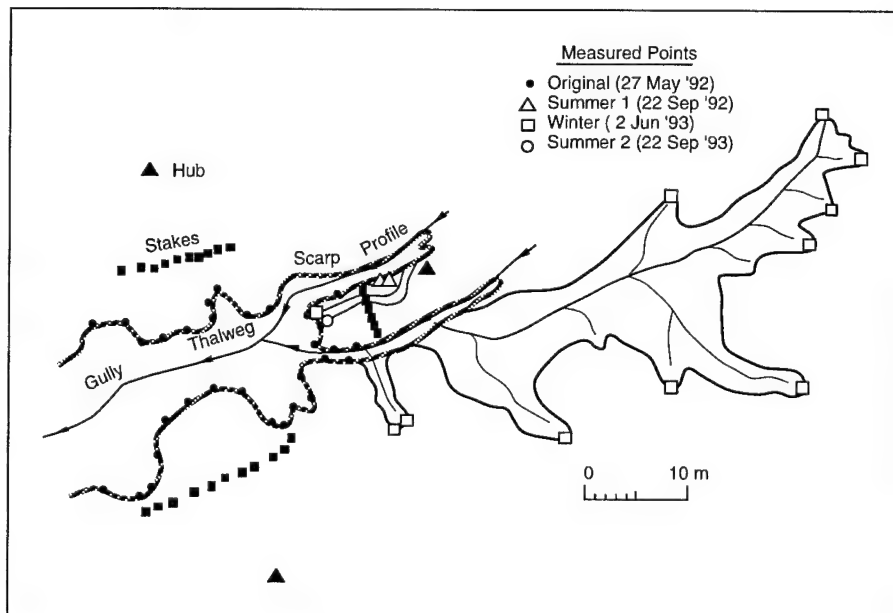 Measured Points
Original (27 May '92)
Summer 1 (22 Sep '92)
Winter ( 2 Jun '93)
Summer 2 (22 Sep '93)
Hub
Stakes
Scarp
Profile
Thalweg
Gully
0 10 m